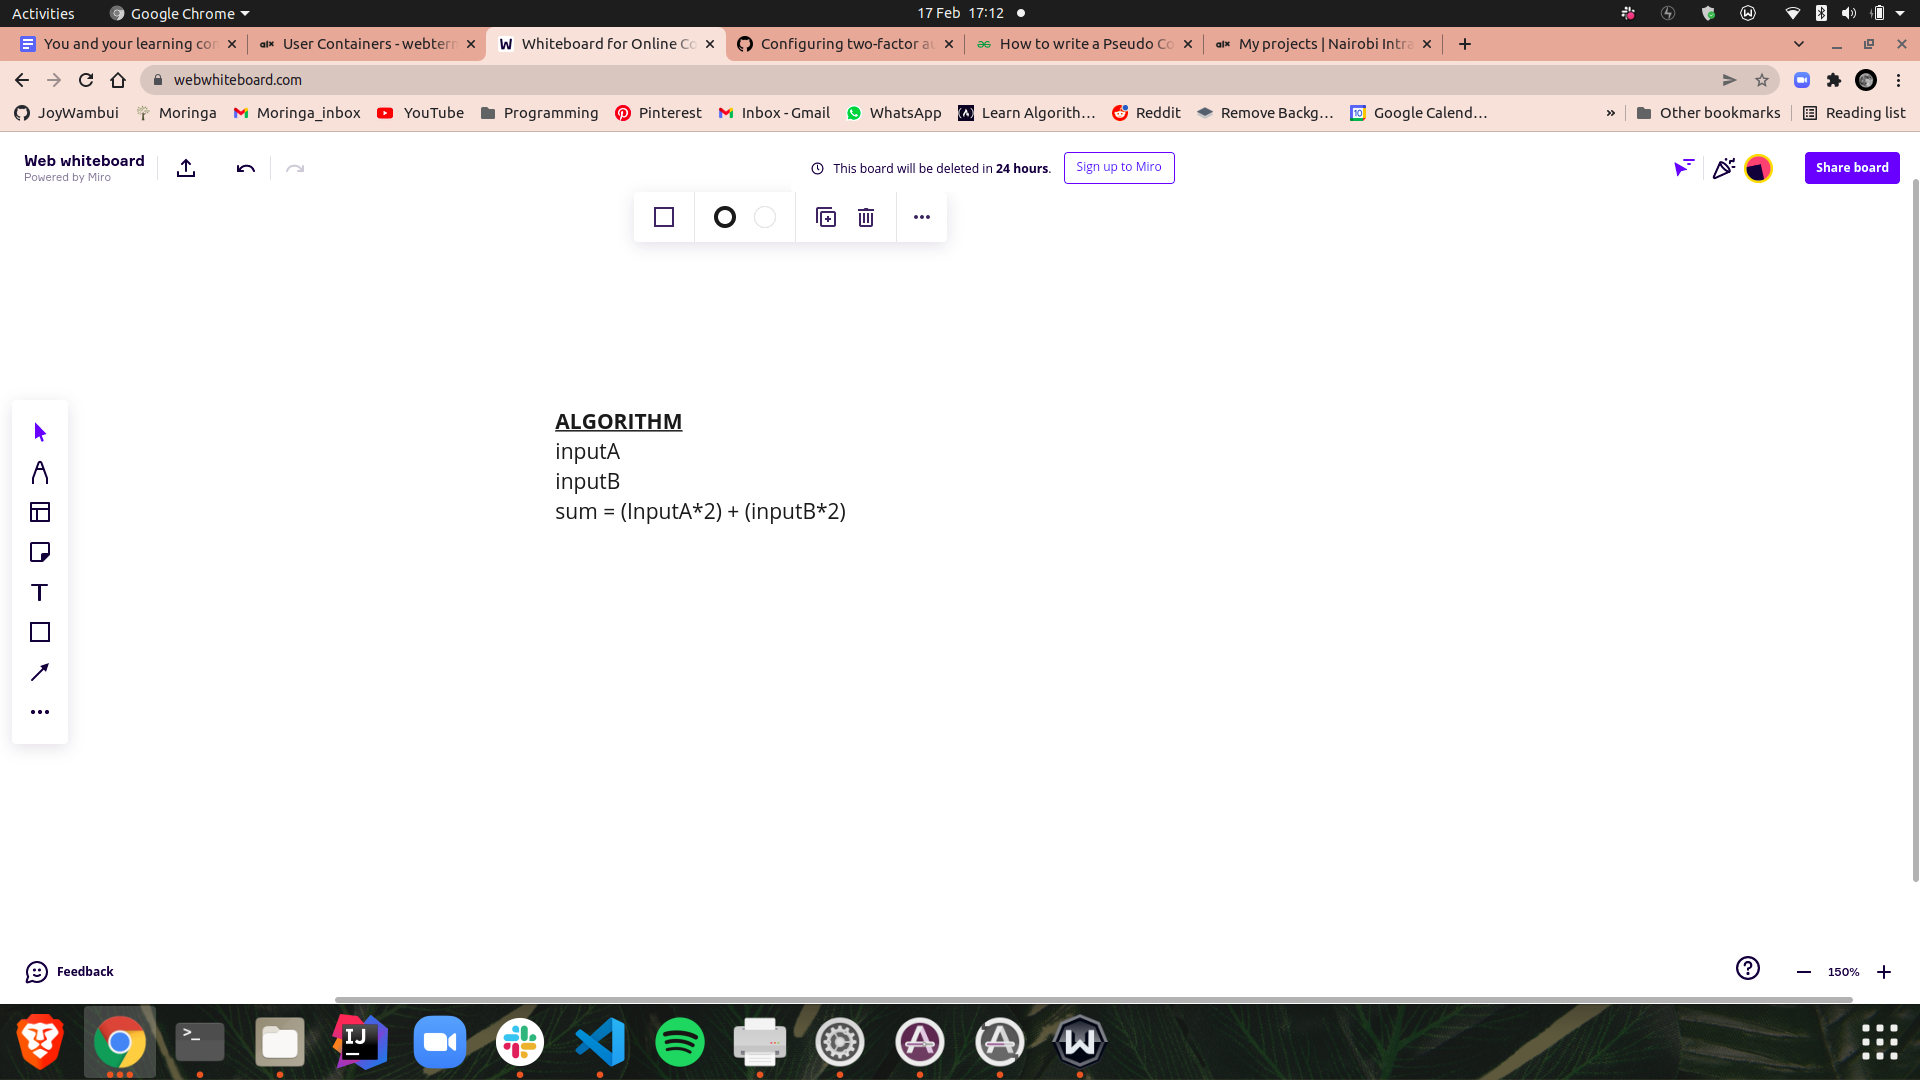 Activities
Google Chrome
17 Feb 17:12
You and your learning con
User Containers - webtern
Whiteboard for Online Co
Configuring two-factor au
How to write a Pseudo Co
My projects | Nairobi Intra
webwhiteboard.com
JoyWambui
Moringa
Moringa_inbox
YouTube
Programming
Pinterest
Inbox - Gmail
WhatsApp
Learn Algorith...
Reddit
Remove Backg...
Google Calend...
»
Other bookmarks
Reading list
Web whiteboard
Powered by Miro
This board will be deleted in 24 hours.
Sign up to Miro
Share board
ALGORITHM
inputA
inputB
sum = (InputA*2) + (inputB*2)
Feedback
150%